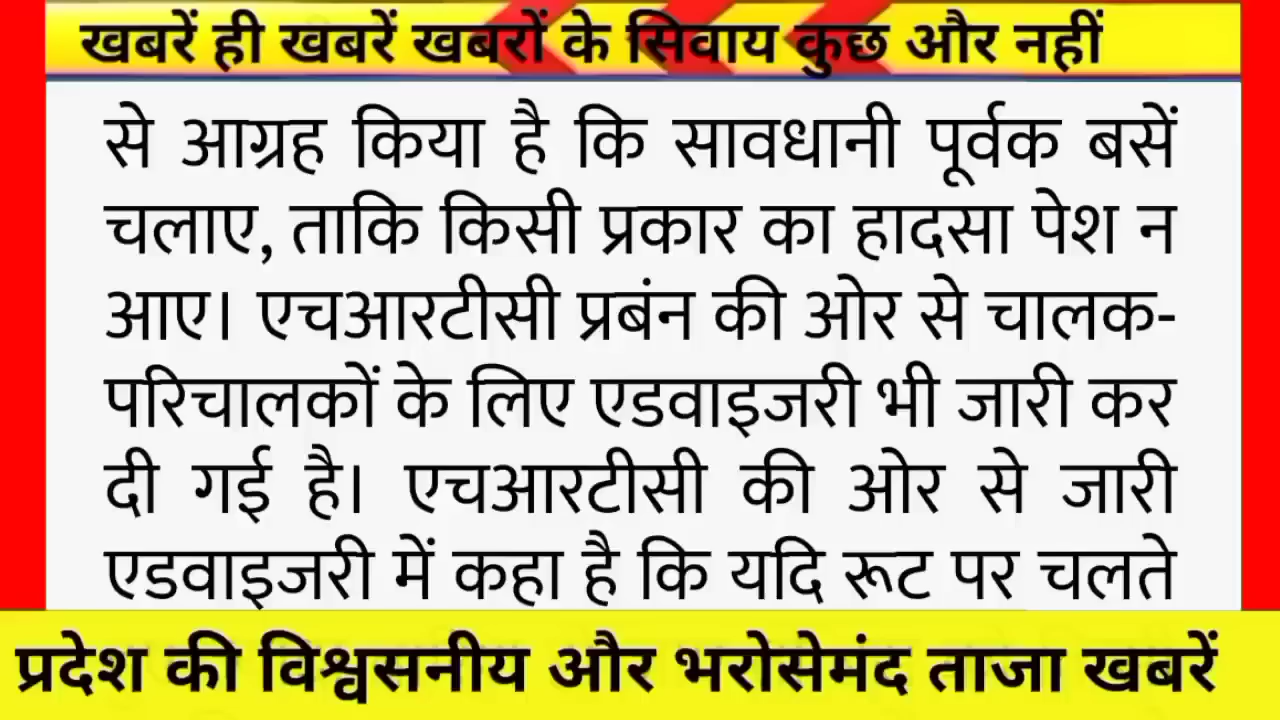 खबरें ही खबरें खबरों के सिवाय कुछ और नहीं
से आग्रह किया है कि सावधानी पूर्वक बसें
चलाए, ताकि किसी प्रकार का हादसा पेश न
आए। एचआरटीसी प्रबंन की ओर से चालक-
परिचालकों के लिए एडवाइजरी भी जारी कर
दी गई है। एचआरटीसी की ओर से जारी
एडवाइजरी में कहा है कि यदि रूट पर चलते
प्रदेश की विश्वसनीय और भरोसेमंद ताजा खबरें